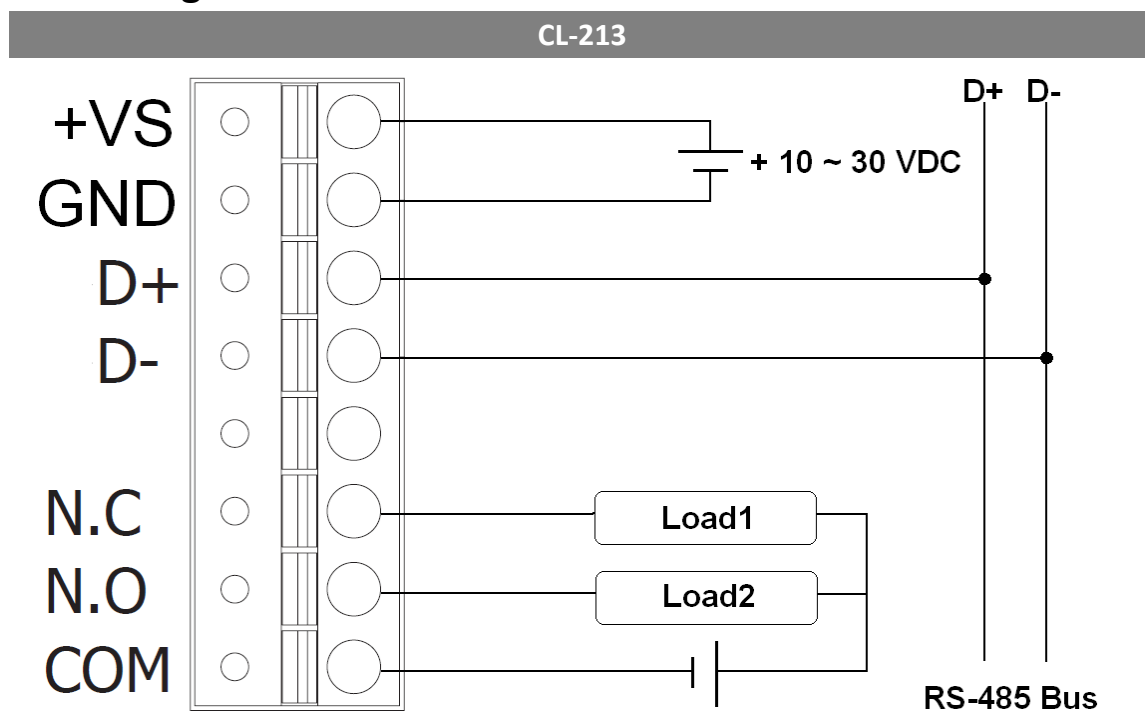 CL-213
D+ D-
+VS
+ 10 ~ 30 VDC
GND
D+
D-
N.C
Load1
N.O
Load2
COM
RS-485 Bus